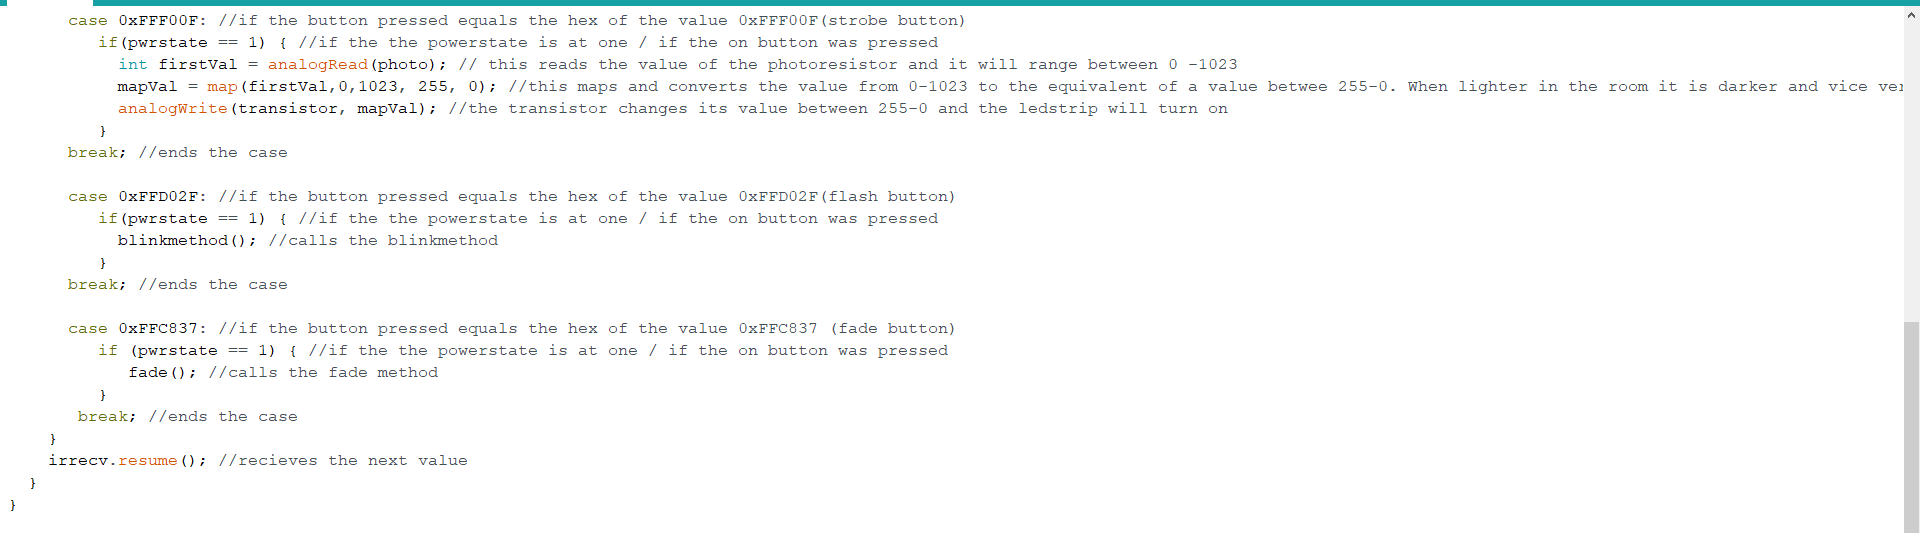 case 0xFFF00F: //if the button pressed equals the hex of the value 0xFFF00F(strobe button)
if(pwrstate == 1) { //if the the powerstate is at one / if the on button was pressed
int firstVal = analogRead(photo); // this reads the value of the photoresistor and it will range between 0 -1023
mapVal = map(firstVal,0,1023, 255, 0); //this maps and converts the value from 0-1023 to the equivalent of a value betwee 255-0. When lighter in the room it is darker and vice ver
analogWrite(transistor, mapVal); //the transistor changes its value between 255-0 and the ledstrip will turn on
}
break; //ends the case
case 0xFFD02F: //if the button pressed equals the hex of the value 0xFFD02F(flash button)
if(pwrstate == 1) { //if the the powerstate is at one / if the on button was pressed
blinkmethod(); //calls the blinkmethod
}
break; //ends the case
case 0xFFC837: //if the button pressed equals the hex of the value 0xFFC837 (fade button)
if (pwrstate == 1) { //if the the powerstate is at one / if the on button was pressed
fade(); //calls the fade method
}
break; //ends the case
}
irrecv.resume(); //recieves the next value
}
}